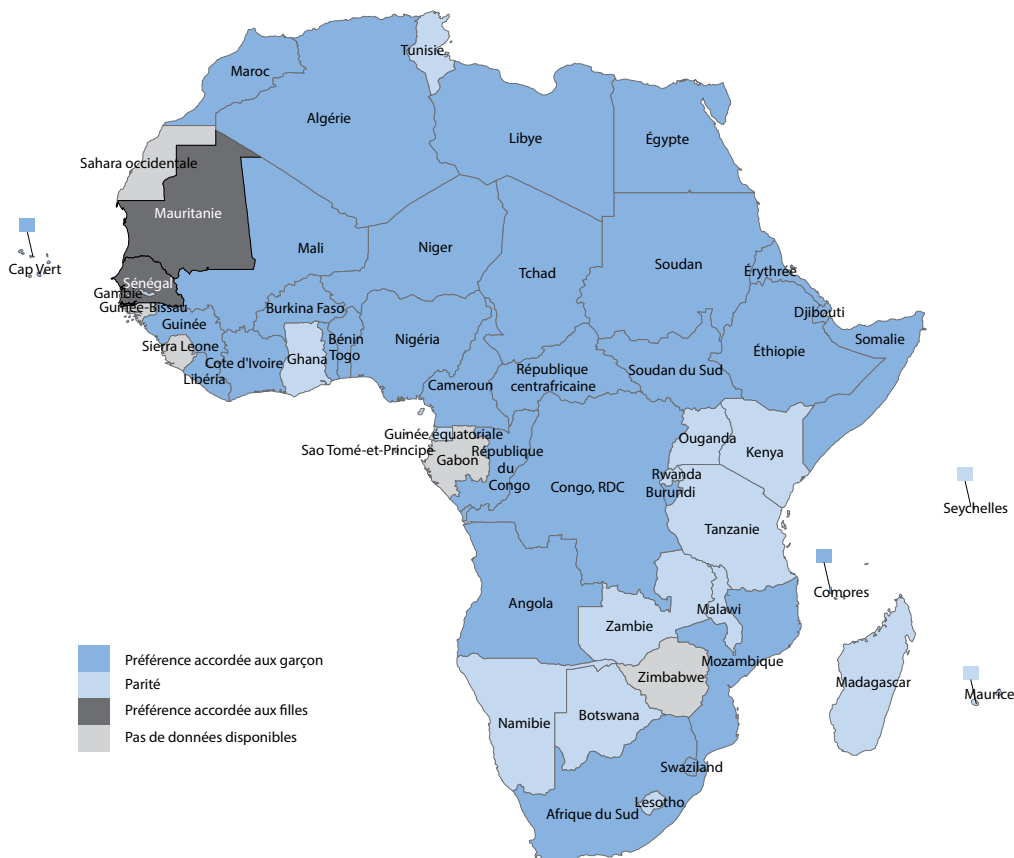 Tunisie
Maroc
Algérie
Libye
Égypte
Sahara occidentale
Mauritanie
Cap Vert
Mali
Niger
Tchad
Soudan
Érythrée
Sénégal
Gambie
Guinée-Bissau
Guinée
Burkina Faso
Djibouti
Sierra Leone
Cote d'Ivoire
Ghana
Bénin
Togo
Nigéria
Éthiopie
Somalie
Libéria
Cameroun
République
centrafricaine
Soudan du Sud
Guinée équatoriale
Sao Tomé-et-Principe
Gabon
République
du
Congo
Congo, RDC
Ouganda
Kenya
Rwanda
Burundi
Seychelles
Tanzanie
Comores
Angola
Malawi
Zambie
Mozambique
Zimbabwe
Madagascar
Maurice
Namibie
Botswana
Swaziland
Lesotho
Afrique du Sud
Préférence accordée aux garçon
Parité
Préférence accordée aux filles
Pas de données disponibles